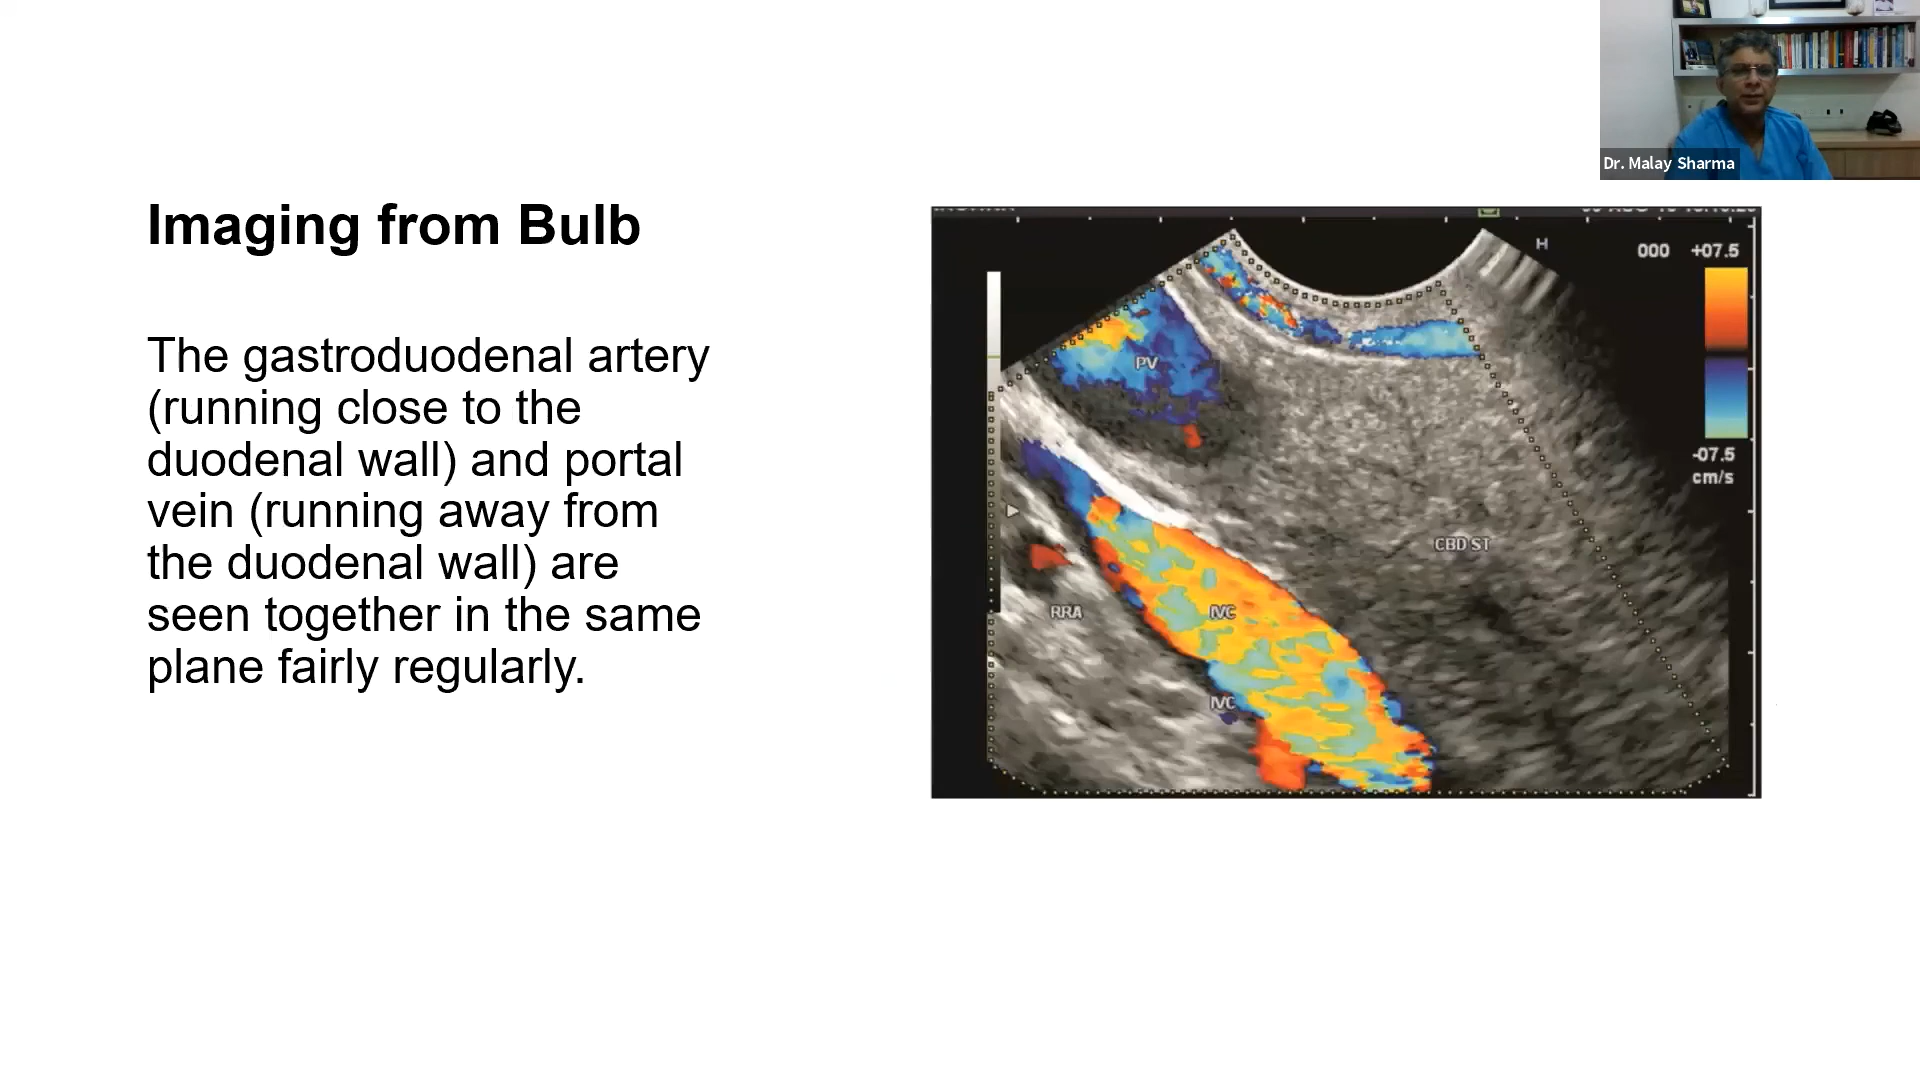 Dr. Malay Sharma
Imaging from Bulb
The gastroduodenal artery
(running close to the
duodenal wall) and portal
vein (running away from
the duodenal wall) are
seen together in the same
plane fairly regularly.
H
000 +07.5
PV
-07.5
cm/s
CBD ST
RRA
IVC
IVC